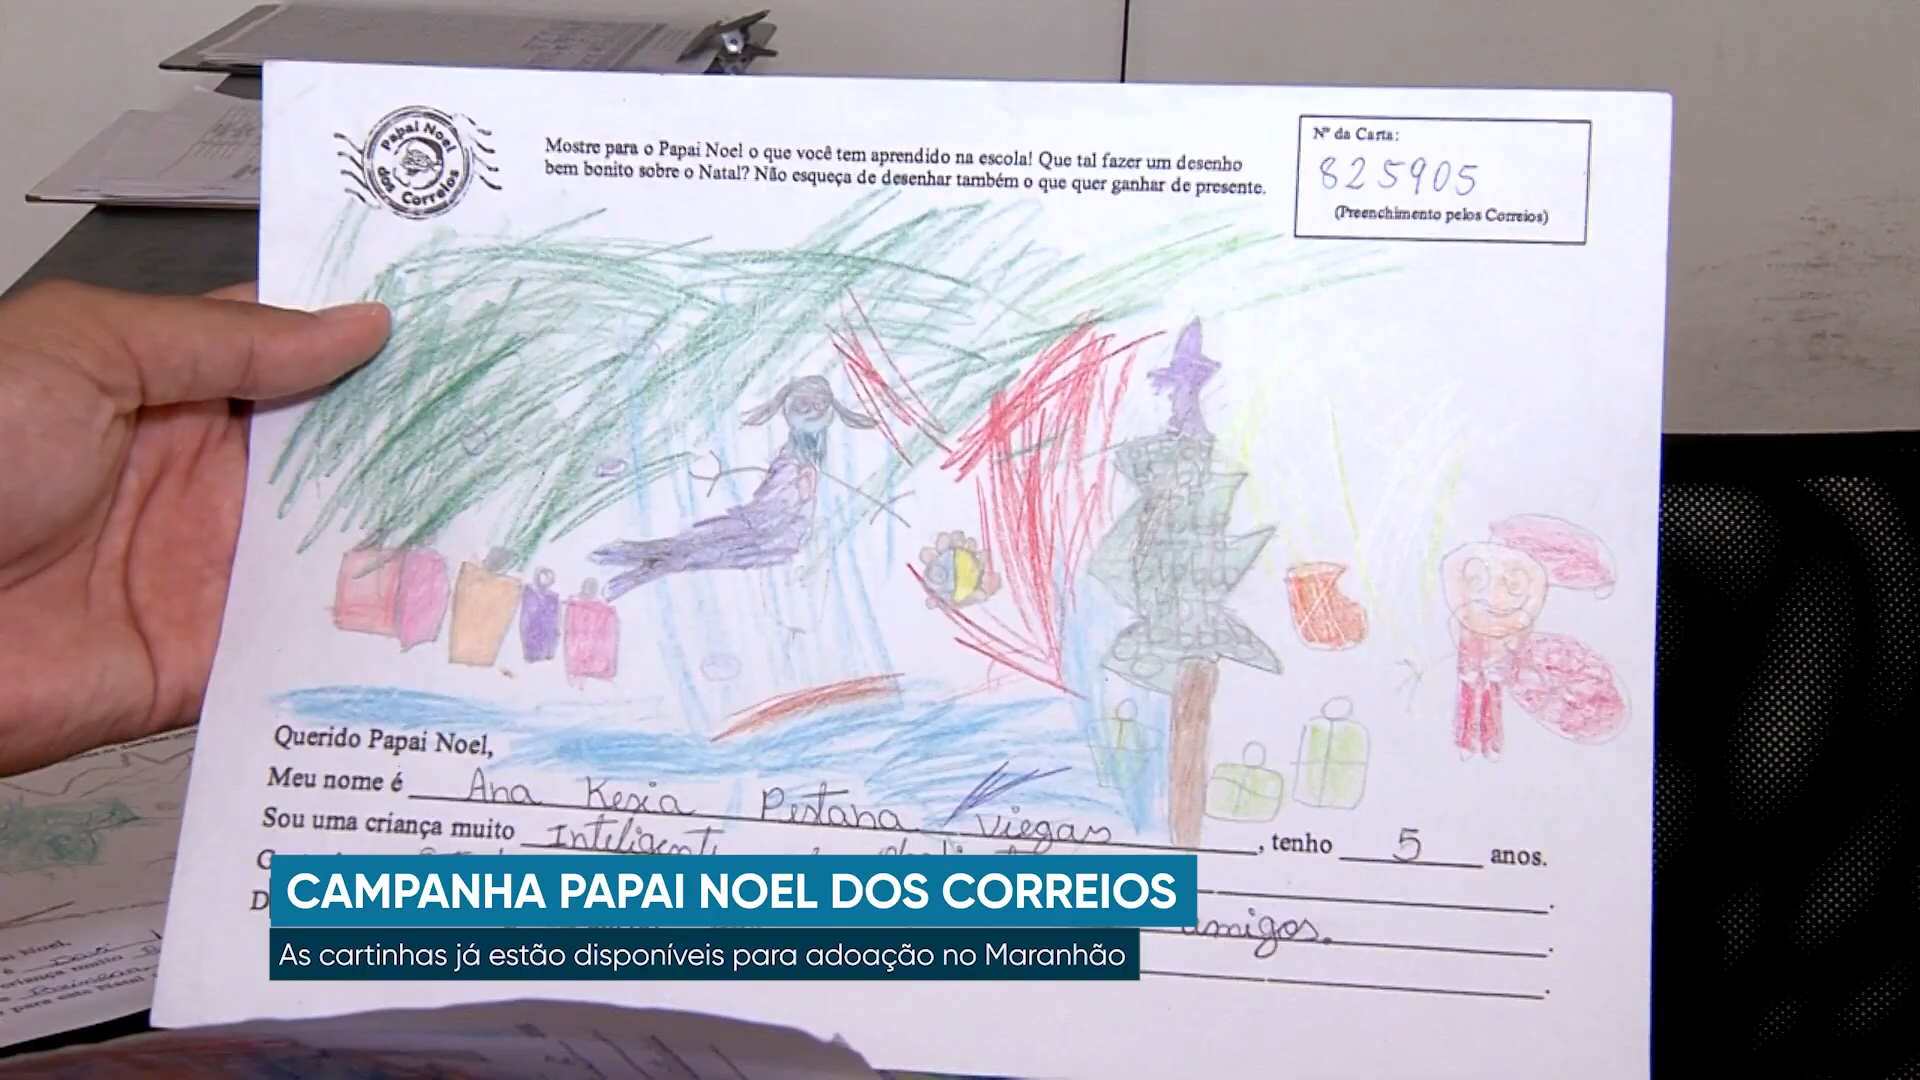 Papai Noel
dos Correios
Mostre para o Papai Noel o que você tem aprendido na escola! Que tal fazer um desenho
bem bonito sobre o Natal? Não esqueça de desenhar também o que quer ganhar de presente.
Nº da Carta:
825905
(Preenchimento pelos Correios)
Querido Papai Noel,
Meu nome é Ana Kesia Pestana Viegas, tenho 5 anos.
Sou uma criança muito
amigos.
CAMPANHA PAPAI NOEL DOS CORREIOS
As cartinhas já estão disponíveis para adoação no Maranhão